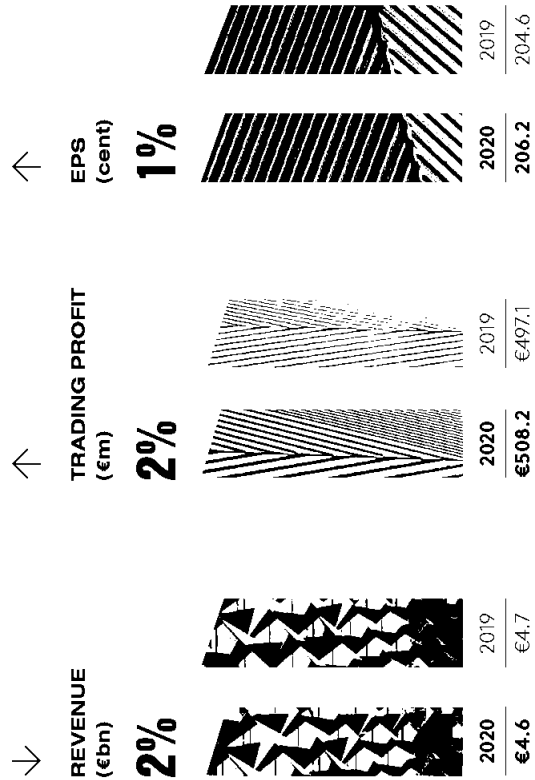 REVENUE
(€bn)
2%
2020 2019
€4.6 €4.7
TRADING PROFIT
(€m)
2%
2020 2019
€508.2 €497.1
EPS
(cent)
1%
2020 2019
206.2 204.6